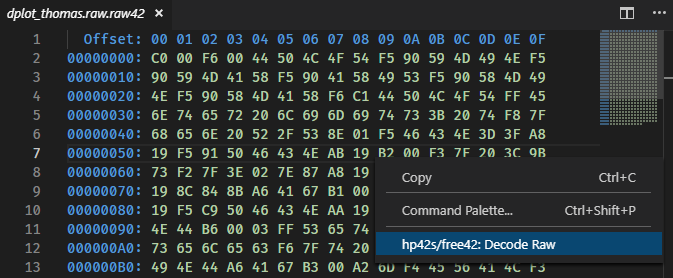 dplot_thomas.raw.raw42 ×
1 Offset: 00 01 02 03 04 05 06 07 08 09 0A 0B 0C 0D 0E 0F
2 00000000: C0 00 F6 00 44 50 4C 4F 54 F5 90 59 4D 49 4E F5
3 00000010: 90 59 4D 41 58 F5 90 41 58 49 53 F5 90 58 4D 49
4 00000020: 4E F5 90 58 4D 41 58 F6 C1 44 50 4C 4F 54 FF 45
5 00000030: 6E 74 65 72 20 6C 69 6D 69 74 73 3B 20 74 F8 7F
6 00000040: 68 65 6E 20 52 2F 53 8E 01 F5 46 43 4E 3D 3F A8
7 00000050: 19 F5 91 50 46 43 4E AB 19 B2 00 F3 7F 20 3C 9B
8 00000060: 73 F2 7F 3E 02 7E 87 A8 19
9 00000070: 19 8C 84 8B A6 41 67 B1 00
10 00000080: 19 F5 C9 50 46 43 4E AA 19
11 00000090: 4E 44 B6 00 03 FF 53 65 74
12 000000A0: 73 65 6C 65 63 F6 7F 74 20
13 000000B0: 49 4E 44 A6 41 67 B3 00 A2 6D F4 45 56 41 4C F3
Copy Ctrl+C
Command Palette... Ctrl+Shift+P
hp42s/free42: Decode Raw